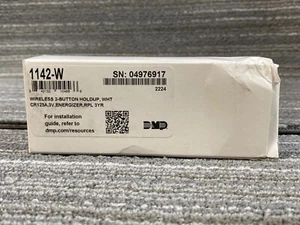 1142-W
SN: 04976917
2224
WIRELESS 3-BUTTON HOLDUP, WHT
CR123A,3V,ENERGIZER,RPL 3YR
For installation
guide, refer to
dmp.com/resources
DMP